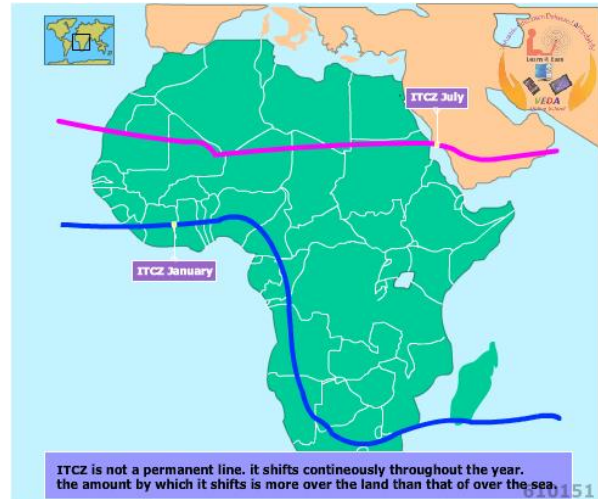 Learn & Earn
VEDA
ITCZ July
ITCZ January
ITCZ is not a permanent line. it shifts contineously throughout the year.
the amount by which it shifts is more over the land than that of over the sea.
610151